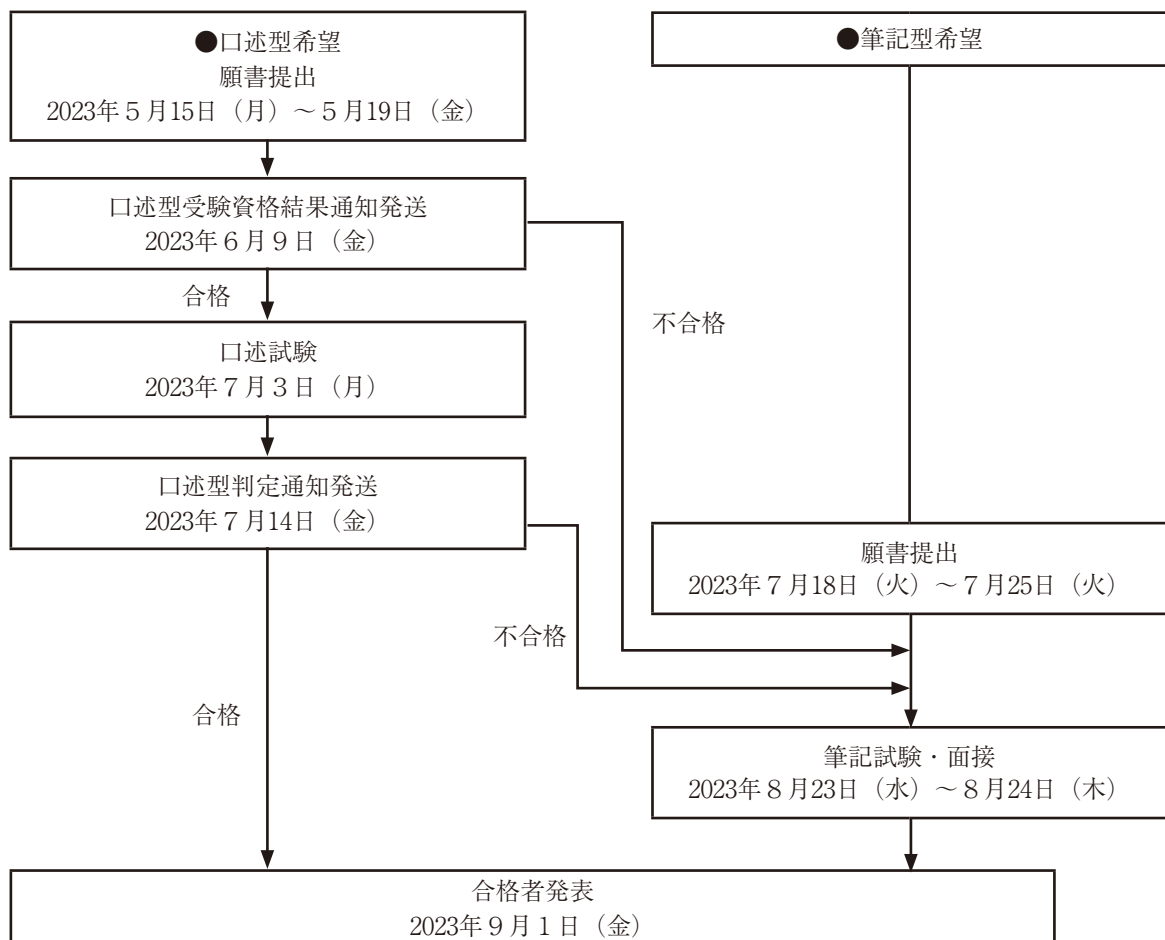 ●口述型希望
願書提出
2023年５月15日（月）～５月19日（金）
●筆記型希望
口述型受験資格結果通知発送
2023年６月９日（金）
合格
不合格
口述試験
2023年７月３日（月）
口述型判定通知発送
2023年７月14日（金）
願書提出
2023年７月18日（火）～７月25日（火）
不合格
合格
筆記試験・面接
2023年８月23日（水）～８月24日（木）
合格者発表
2023年９月１日（金）